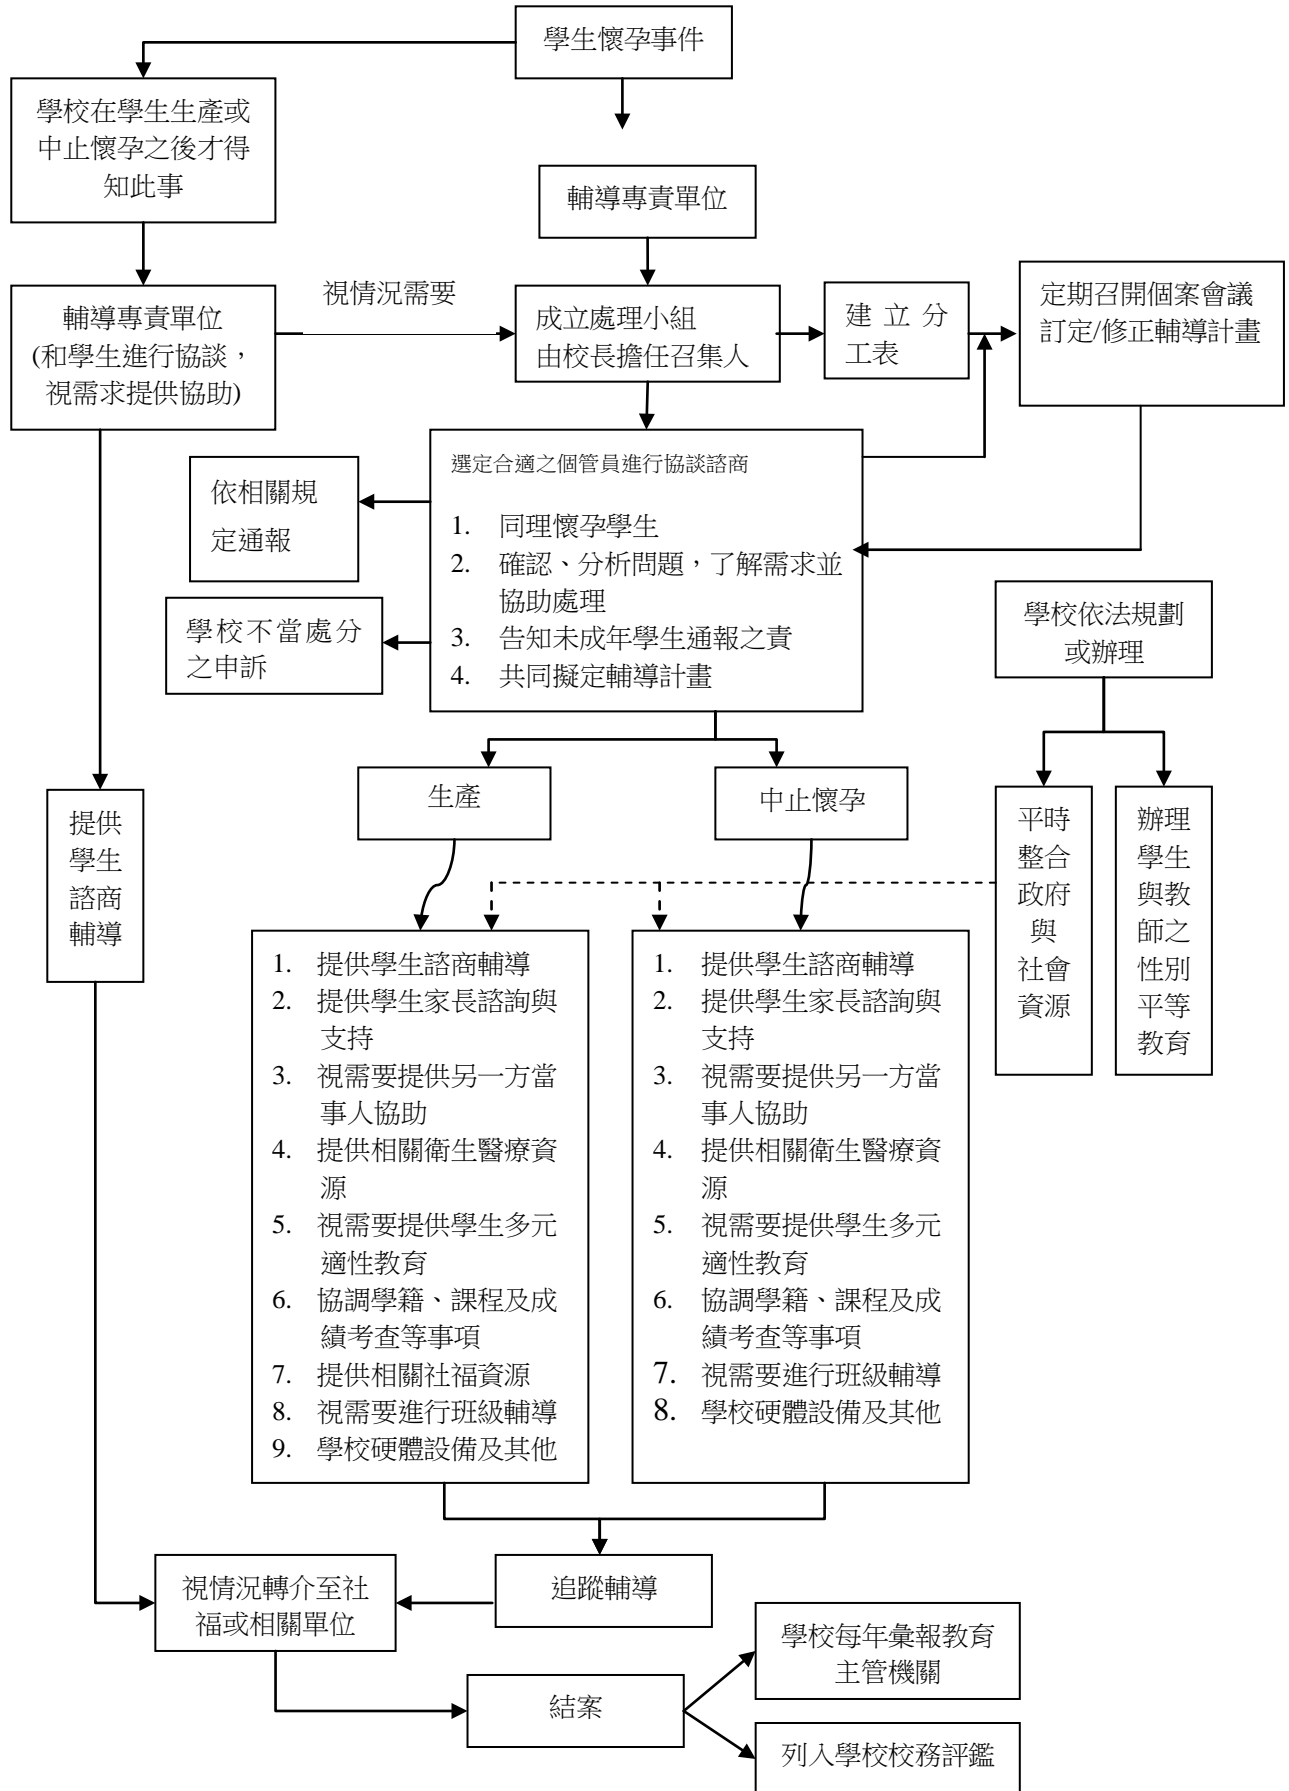 學生懷孕事件
學校在學生生產或
中止懷孕之後才得
知此事
輔導專責單位
輔導專責單位
(和學生進行協談，
視需求提供協助)
視情況需要
成立處理小組
由校長擔任召集人
建立分
工表
定期召開個案會議
訂定/修正輔導計畫
選定合適之個管員進行協談諮商
1. 同理懷孕學生
2. 確認、分析問題，了解需求並
協助處理
3. 告知未成年學生通報之責
4. 共同擬定輔導計畫
依相關規
定通報
學校不當處分
之申訴
學校依法規劃
或辦理
生產
中止懷孕
提供
學生
諮商
輔導
平時
整合
政府
與
社會
資源
辦理
學生
與教
師之
性別
平等
教育
1. 提供學生諮商輔導
2. 提供學生家長諮詢與
支持
3. 視需要提供另一方當
事人協助
4. 提供相關衛生醫療資
源
5. 視需要提供學生多元
適性教育
6. 協調學籍、課程及成
績考查等事項
7. 提供相關社福資源
8. 視需要進行班級輔導
9. 學校硬體設備及其他
1. 提供學生諮商輔導
2. 提供學生家長諮詢與
支持
3. 視需要提供另一方當
事人協助
4. 提供相關衛生醫療資
源
5. 視需要提供學生多元
適性教育
6. 協調學籍、課程及成
績考查等事項
7. 視需要進行班級輔導
8. 學校硬體設備及其他
視情況轉介至社
福或相關單位
追蹤輔導
結案
學校每年彙報教育
主管機關
列入學校校務評鑑